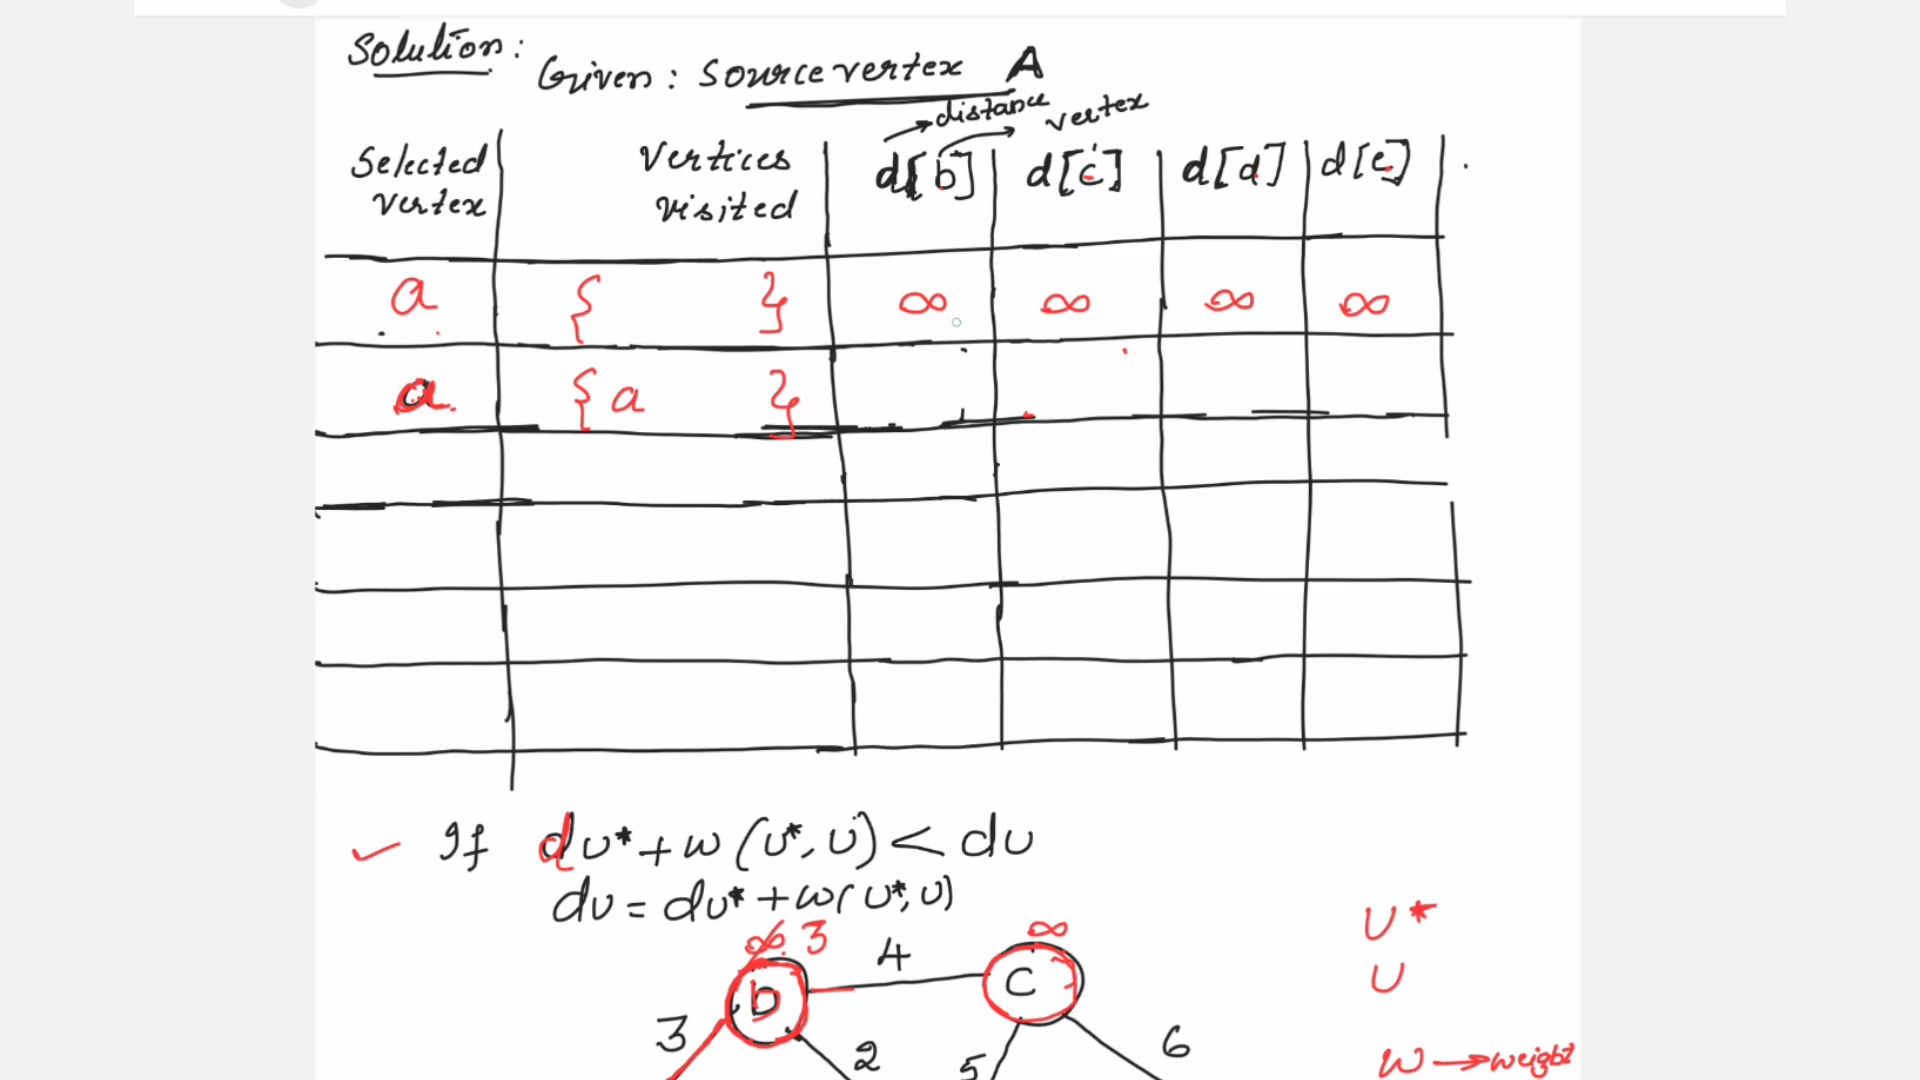 Solution:
Given: Source vertex A
distance vertex
Selected vertex Vertices visited d[b] d[c] d[d] d[e]
a { } ∞ ∞ ∞ ∞
a { a }
✓ If du* + w (u*, u) < du
du = du* + w( u*, u)
∞ 3 ∞ U*
b 4 C U
3 2 5 6 w → weight